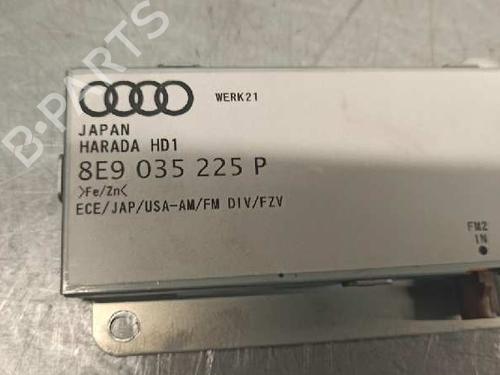 WERK21
JAPAN
HARADA HD1
8E9 035 225 P
>Fe/Zn<
ECE/JAP/USA-AM/FM DIV/FZV
FM2
IN
B-PARTS